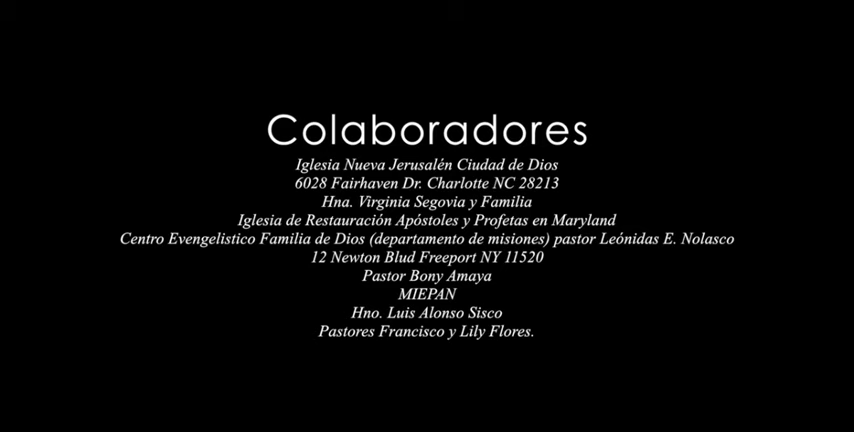 Colaboradores
Iglesia Nueva Jerusalén Ciudad de Dios
6028 Fairhaven Dr. Charlotte NC 28213
Hna. Virginia Segovia y Familia
Iglesia de Restauración Apóstoles y Profetas en Maryland
Centro Evengelistico Familia de Dios (departamento de misiones) pastor Leónidas E. Nolasco
12 Newton Blud Freeport NY 11520
Pastor Bony Amaya
MIEPAN
Hno. Luis Alonso Sisco
Pastores Francisco y Lily Flores.